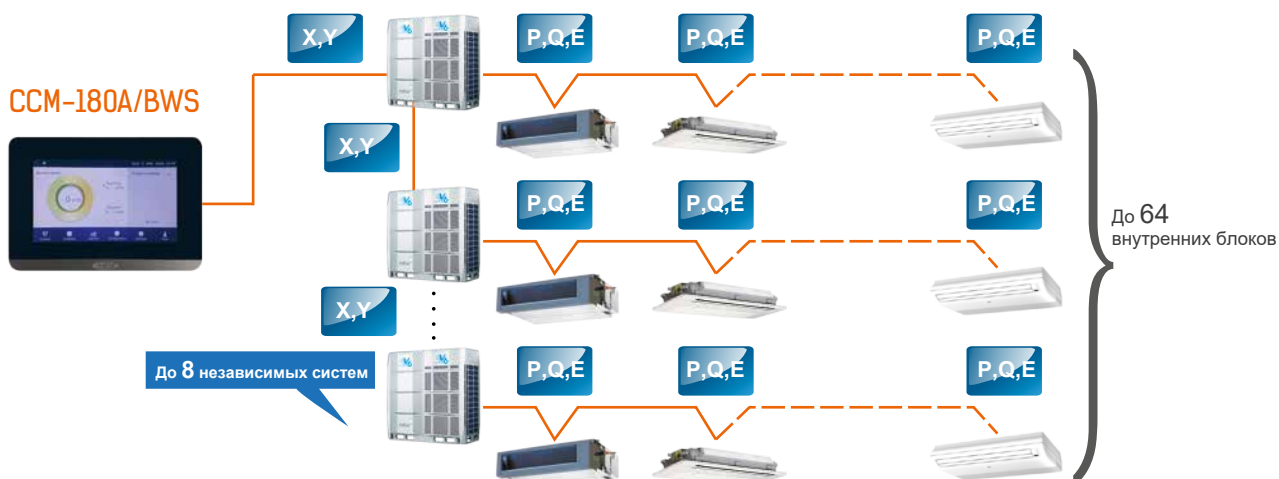 X,Y
P,Q,E
P,Q,E
P,Q,E
CCM-180A/BWS
X,Y
P,Q,E
P,Q,E
P,Q,E
До 64
внутренних блоков
X,Y
До 8 независимых систем
P,Q,E
P,Q,E
P,Q,E